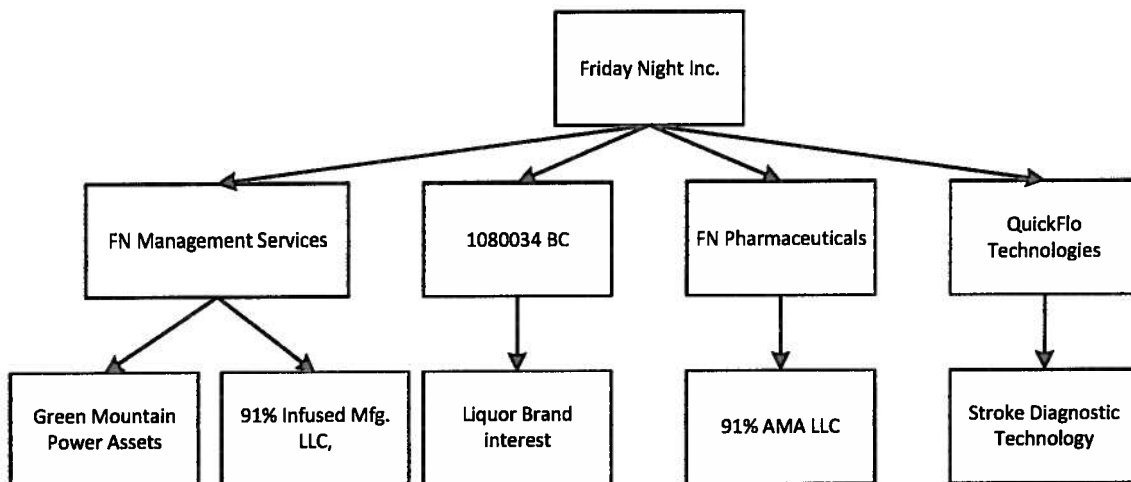 Friday Night Inc.
FN Management Services
1080034 BC
FN Pharmaceuticals
QuickFlo
Technologies
Green Mountain
Power Assets
91% Infused Mfg.
LLC,
Liquor Brand
interest
91% AMA LLC
Stroke Diagnostic
Technology